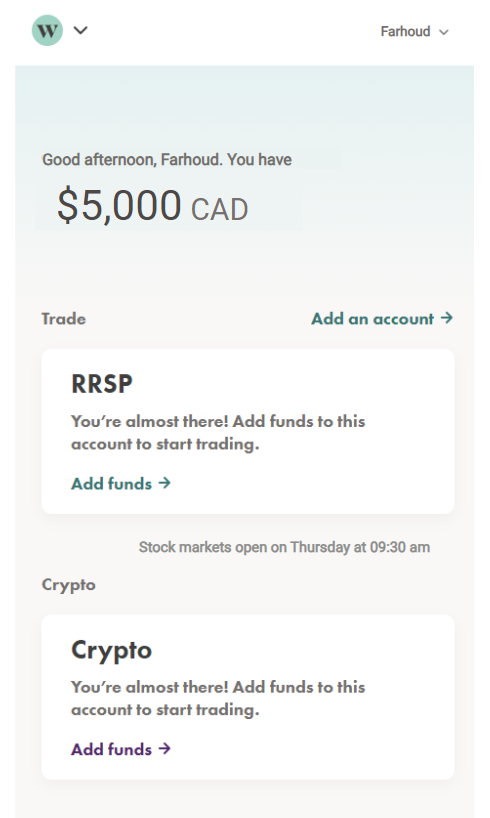 W
Farhoud
Good afternoon, Farhoud. You have
$5,000 CAD
Trade
Add an account →
RRSP
You're almost there! Add funds to this
account to start trading.
Add funds →
Stock markets open on Thursday at 09:30 am
Crypto
Crypto
You're almost there! Add funds to this
account to start trading.
Add funds →